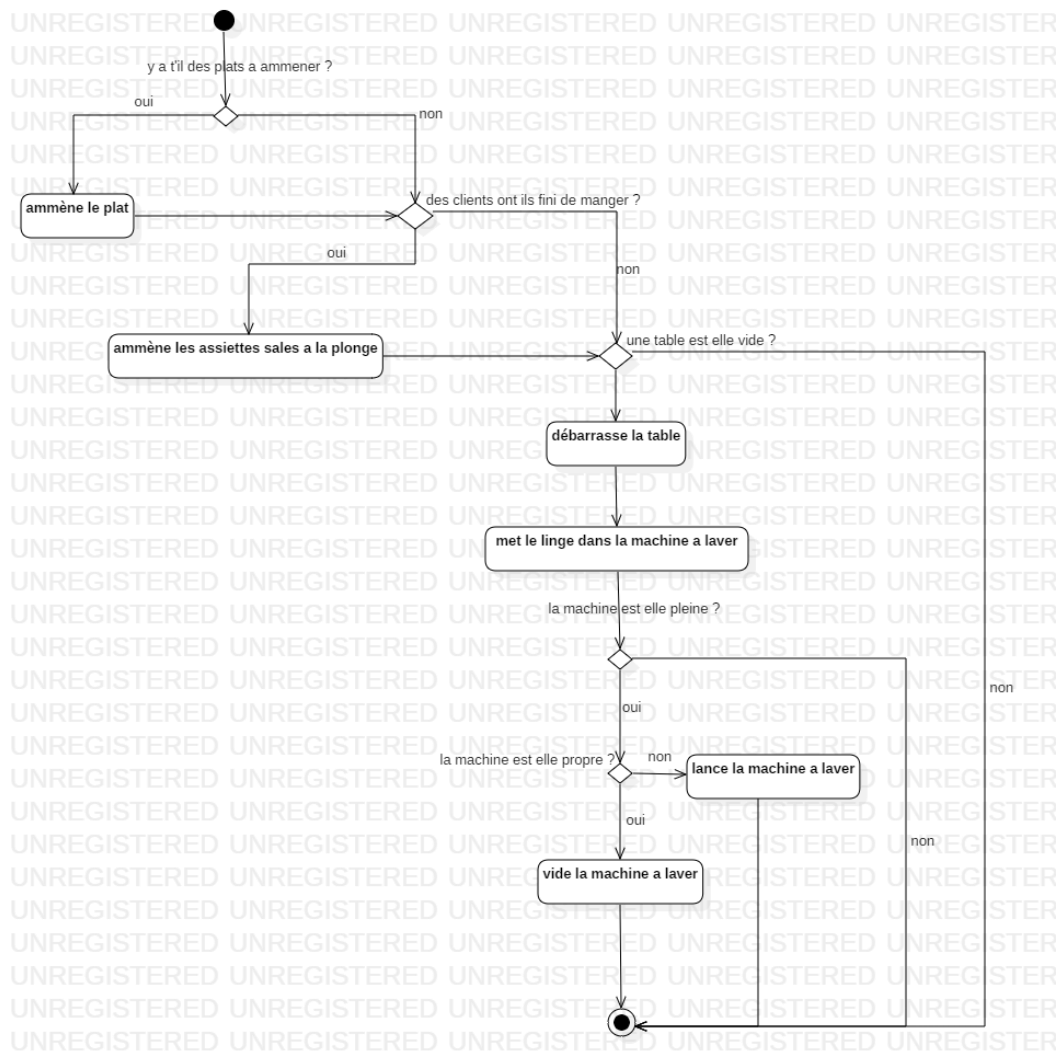 y a t'il des plats a ammener ?
oui
non
ammène le plat
des clients ont ils fini de manger ?
oui
non
ammène les assiettes sales a la plonge
une table est elle vide ?
débarrasse la table
met le linge dans la machine a laver
la machine est elle pleine ?
non
oui
la machine est elle propre ?
non
lance la machine a laver
oui
non
vide la machine a laver
UNREGISTERED